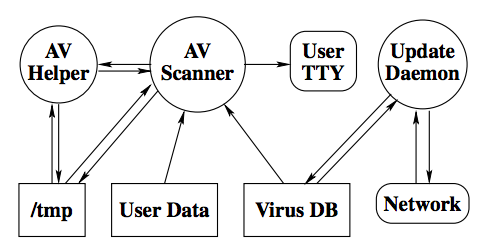 AV
Helper
AV
Scanner
User
TTY
Update
Daemon
/tmp
User Data
Virus DB
Network